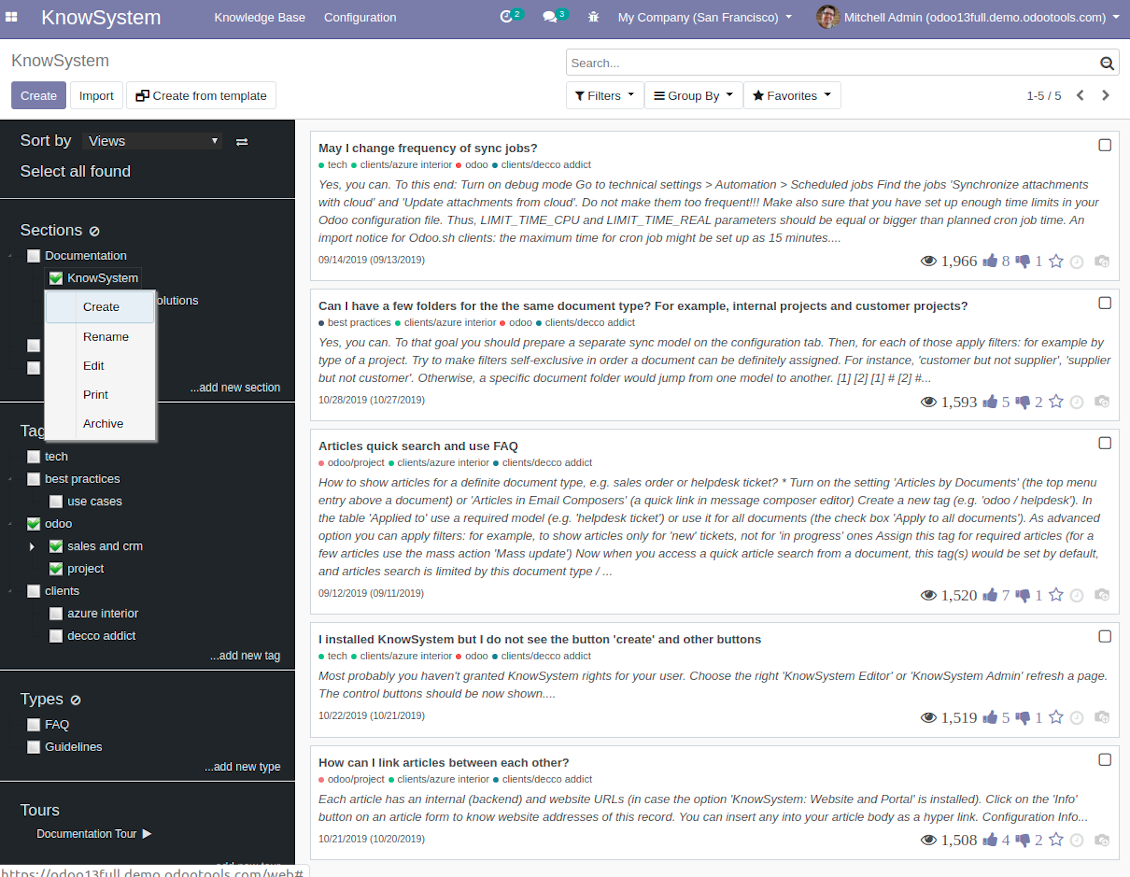 KnowSystem Knowledge Base Configuration 2 3 My Company (San Francisco) Mitchell Admin (odoo13full.demo.odootools.com)
KnowSystem
Search...
Create Import Create from template
Filters Group By Favorites 1-5 / 5
Sort by Views
Select all found
Sections
Documentation
KnowSystem
olutions
Create
Rename
Edit
Print
Archive
...add new section
Tag
tech
best practices
use cases
odoo
sales and crm
project
clients
azure interior
decco addict
...add new tag
Types
FAQ
Guidelines
...add new type
Tours
Documentation Tour
...add new tour
https://odoo13full.demo.odootools.com/web#
May I change frequency of sync jobs?
tech clients/azure interior odoo clients/decco addict
Yes, you can. To this end: Turn on debug mode Go to technical settings > Automation > Scheduled jobs Find the jobs 'Synchronize attachments
with cloud' and 'Update attachments from cloud'. Do not make them too frequent!!! Make also sure that you have set up enough time limits in your
Odoo configuration file. Thus, LIMIT_TIME_CPU and LIMIT_TIME_REAL parameters should be equal or bigger than planned cron job time. An
import notice for Odoo.sh clients: the maximum time for cron job might be set up as 15 minutes....
09/14/2019 (09/13/2019) 1,966 8 1
Can I have a few folders for the the same document type? For example, internal projects and customer projects?
best practices clients/azure interior odoo clients/decco addict
Yes, you can. To that goal you should prepare a separate sync model on the configuration tab. Then, for each of those apply filters: for example by
type of a project. Try to make filters self-exclusive in order a document can be definitely assigned. For instance, 'customer but not supplier', 'supplier
but not customer'. Otherwise, a specific document folder would jump from one model to another. [1] [2] [1] # [2] #...
10/28/2019 (10/27/2019) 1,593 5 2
Articles quick search and use FAQ
odoo/project clients/azure interior clients/decco addict
How to show articles for a definite document type, e.g. sales order or helpdesk ticket? * Turn on the setting 'Articles by Documents' (the top menu
entry above a document) or 'Articles in Email Composers' (a quick link in message composer editor) Create a new tag (e.g. 'odoo / helpdesk'). In
the table 'Applied to' use a required model (e.g. 'helpdesk ticket') or use it for all documents (the check box 'Apply to all documents'). As advanced
option you can apply filters: for example, to show articles only for 'new' tickets, not for 'in progress' ones Assign this tag for required articles (for a
few articles use the mass action 'Mass update') Now when you access a quick article search from a document, this tag(s) would be set by default,
and articles search is limited by this document type / ...
09/12/2019 (09/11/2019) 1,520 7 1
I installed KnowSystem but I do not see the button 'create' and other buttons
tech clients/azure interior odoo clients/decco addict
Most probably you haven't granted KnowSystem rights for your user. Choose the right 'KnowSystem Editor' or 'KnowSystem Admin' refresh a page.
The control buttons should be now shown....
10/22/2019 (10/21/2019) 1,519 5 1
How can I link articles between each other?
odoo/project clients/azure interior clients/decco addict
Each article has an internal (backend) and website URLs (in case the option 'KnowSystem: Website and Portal' is installed). Click on the 'Info'
button on an article form to know website addresses of this record. You can insert any into your article body as a hyper link. Configuration Info...
10/21/2019 (10/20/2019) 1,508 4 2